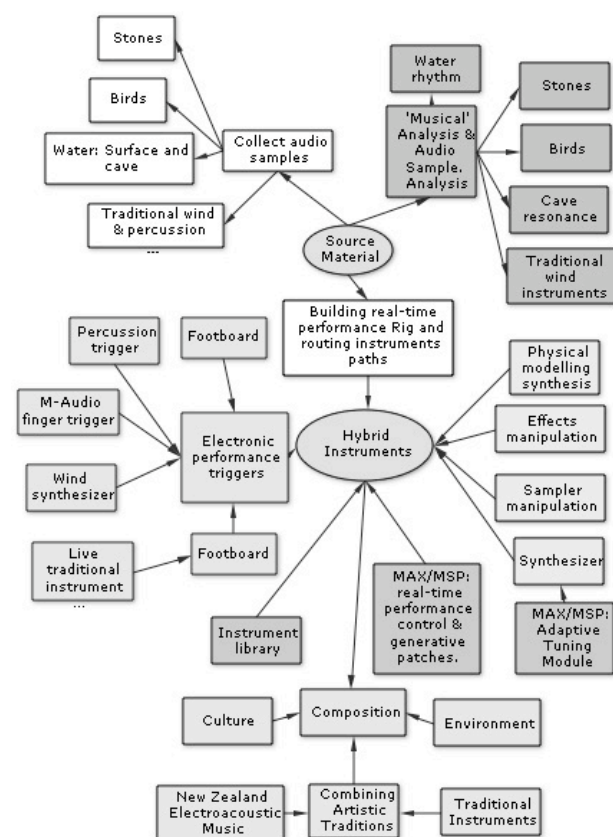 Stones
Birds
Water: Surface and
cave
Traditional wind
& percussion
...
Collect audio
samples
Water
rhythm
'Musical'
Analysis &
Audio
Sample.
Analysis
Stones
Birds
Cave
resonance
Traditional
wind
instruments
Source
Material
Building real-time
performance Rig and
routing instruments
paths
Percussion
trigger
Footboard
M-Audio
finger trigger
Wind
synthesizer
Live
traditional
instrument
...
Electronic
performance
triggers
Footboard
Hybrid
Instruments
Physical
modelling
synthesis
Effects
manipulation
Sampler
manipulation
Synthesizer
MAX/MSP:
Adaptive
Tuning
Module
Instrument
library
MAX/MSP:
real-time
performance
control &
generative
patches.
Culture
Composition
Environment
New Zealand
Electroacoustic
Music
Combining
Artistic
Traditions
Traditional
Instruments